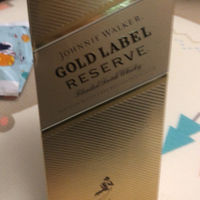 JOHNNIE WALKER
GOLD LABEL
RESERVE
Blended Scotch Whisky